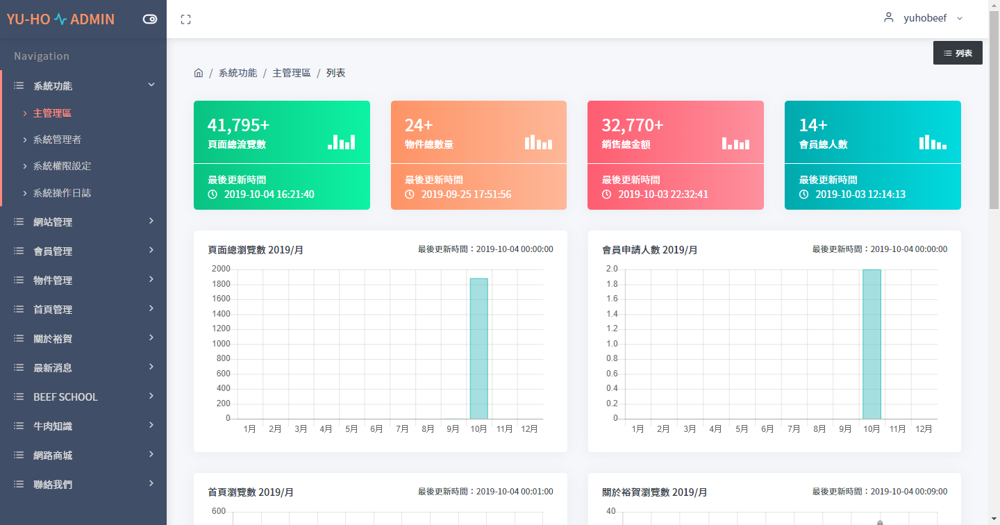 YU-HO ADMIN
yuhobeef
Navigation
列表
系統功能
主管理區
系統管理者
系統權限設定
系統操作日誌
網站管理
會員管理
物件管理
首頁管理
關於裕賀
最新消息
BEEF SCHOOL
牛肉知識
網路商城
聯絡我們
/ 系統功能 / 主管理區 / 列表
41,795+
頁面總流覽數
最後更新時間
2019-10-04 16:21:40
24+
物件總數量
最後更新時間
2019-09-25 17:51:56
32,770+
銷售總金額
最後更新時間
2019-10-03 22:32:41
14+
會員總人數
最後更新時間
2019-10-03 12:14:13
頁面總瀏覽數 2019/月
最後更新時間：2019-10-04 00:00:00
2000
1800
1600
1400
1200
1000
800
600
400
200
0
1月 2月 3月 4月 5月 6月 7月 8月 9月 10月 11月 12月
會員申請人數 2019/月
最後更新時間：2019-10-04 00:00:00
2.0
1.8
1.6
1.4
1.2
1.0
0.8
0.6
0.4
0.2
0
1月 2月 3月 4月 5月 6月 7月 8月 9月 10月 11月 12月
首頁瀏覽數 2019/月
最後更新時間：2019-10-04 00:01:00
600
關於裕賀瀏覽數 2019/月
最後更新時間：2019-10-04 00:09:00
40